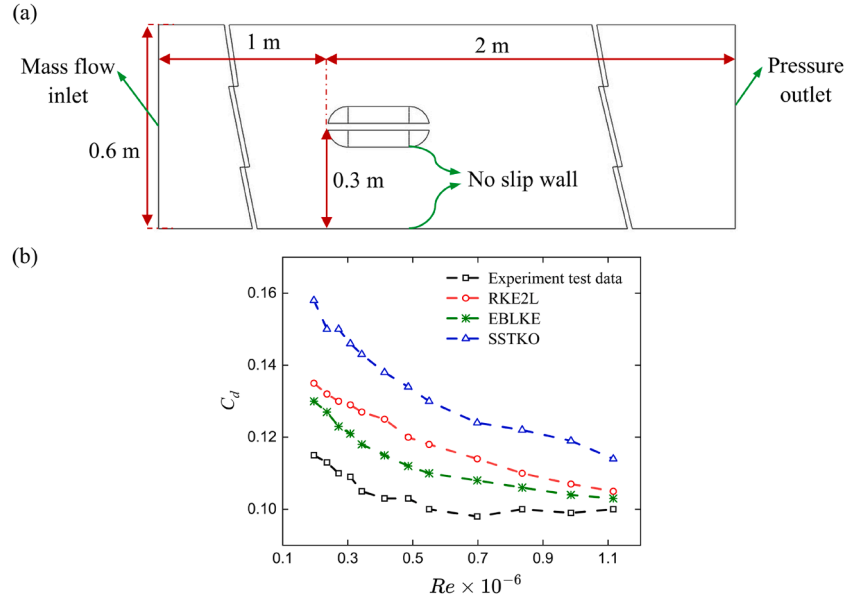 (a)
1 m
2 m
Mass flow
inlet
Pressure
outlet
0.6 m
0.3 m
No slip wall
(b)
Experiment test data
RKE2L
EBLKE
SSTKO
0.16
0.14
0.12
0.10
C_d
0.1 0.3 0.5 0.7 0.9 1.1
Re × 10⁻⁶